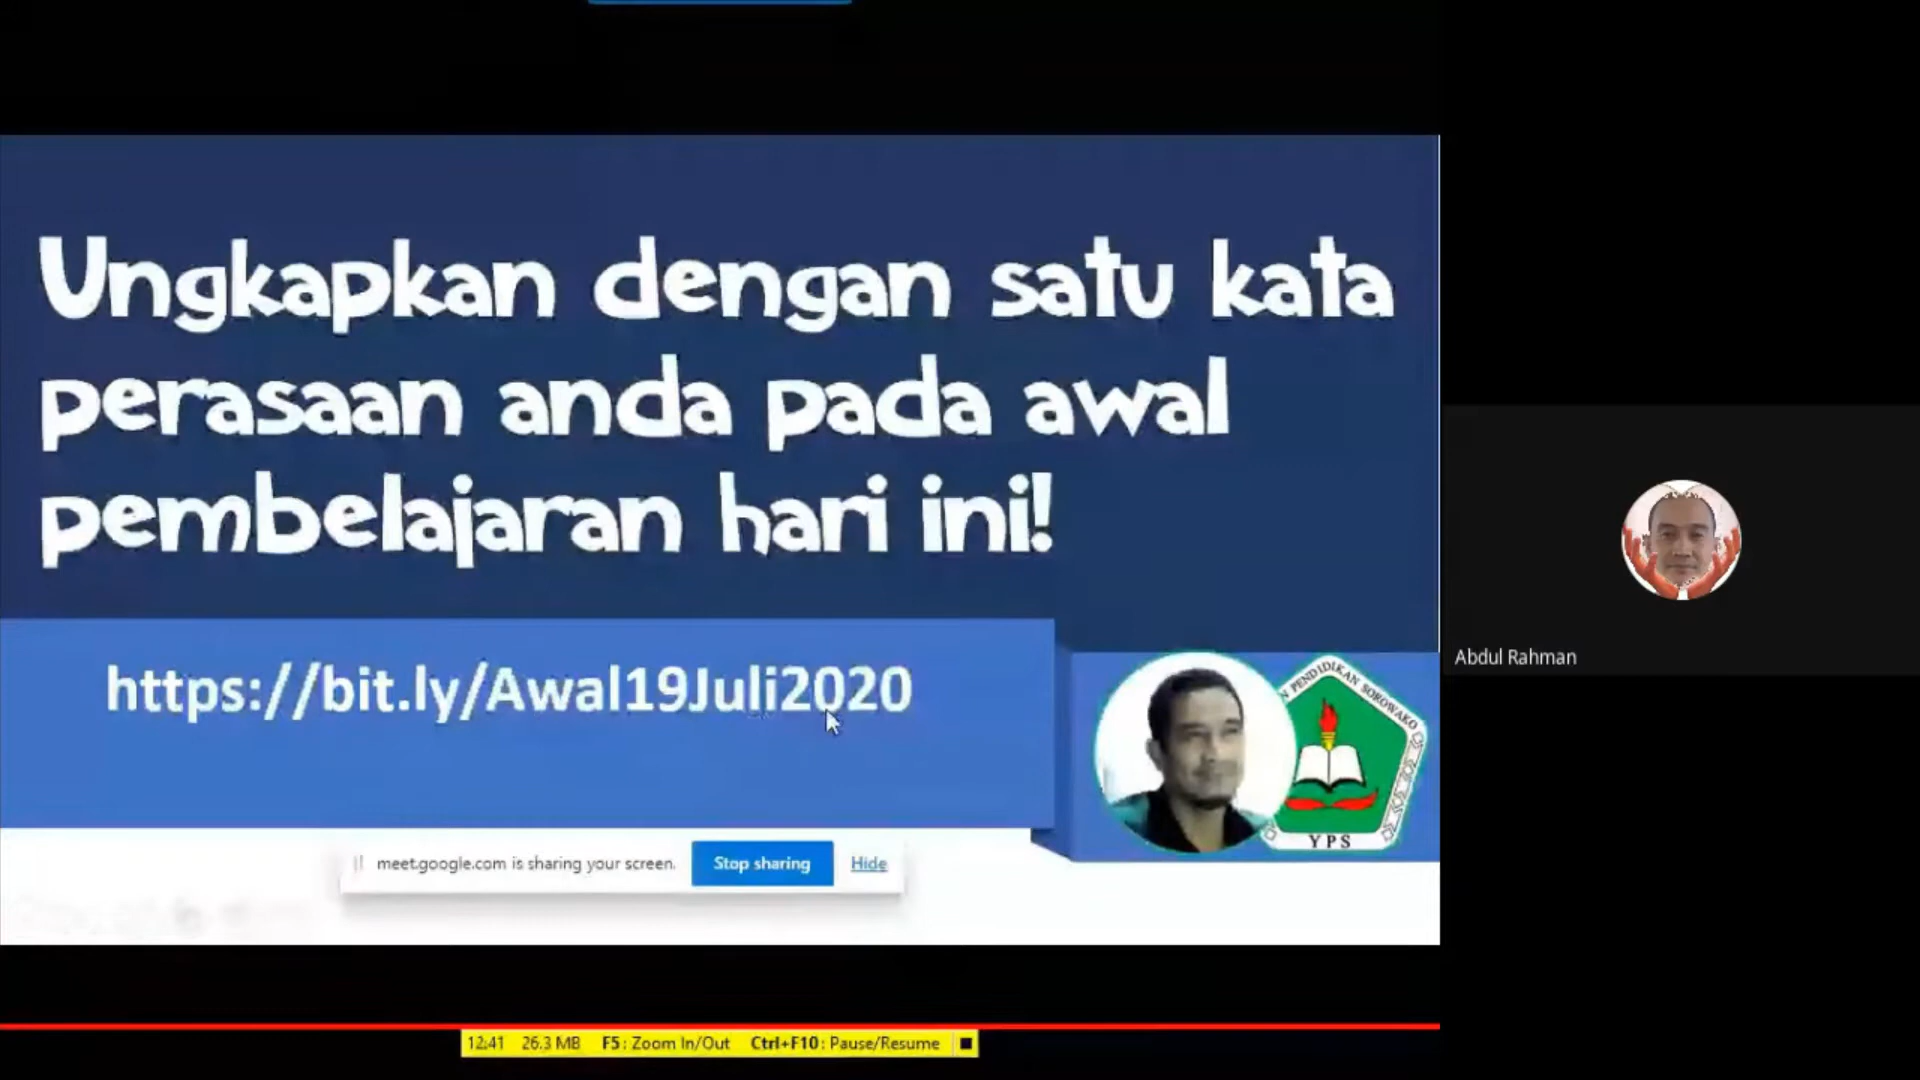 Ungkapkan dengan satu kata
perasaan anda pada awal
pembelajaran hari ini!
https://bit.ly/Awal19Juli2020
PENDIDIKAN SOROWAKO
YPS
meet.google.com is sharing your screen.
Stop sharing
Hide
Abdul Rahman
12:41 26.3 MB F5: Zoom In/Out Ctrl+F10: Pause/Resume